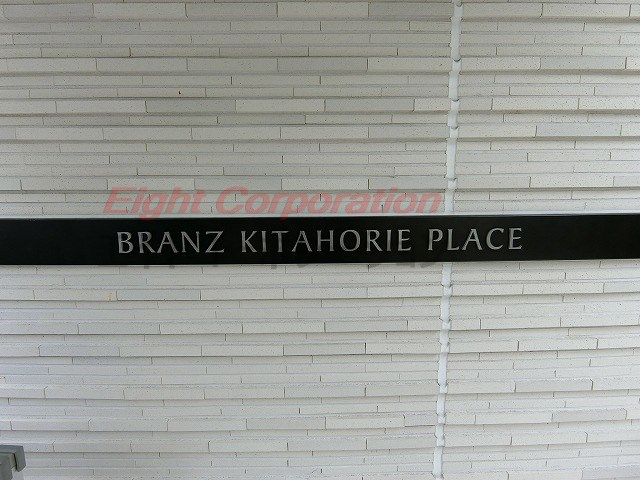 Eight Corporation
BRANZ KITAHORIE PLACE